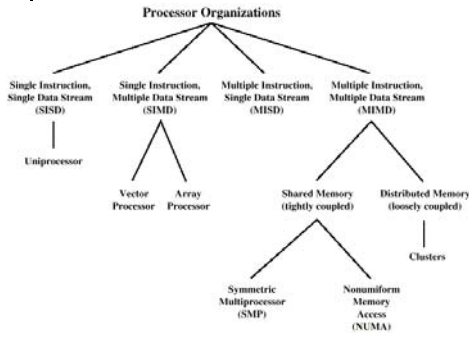 Processor Organizations
Single Instruction,
Single Data Stream
(SISD)
Single Instruction,
Multiple Data Stream
(SIMD)
Multiple Instruction,
Single Data Stream
(MISD)
Multiple Instruction,
Multiple Data Stream
(MIMD)
Uniprocessor
Vector
Processor
Array
Processor
Shared Memory
(tightly coupled)
Distributed Memory
(loosely coupled)
Clusters
Symmetric
Multiprocessor
(SMP)
Nonuniform
Memory
Access
(NUMA)